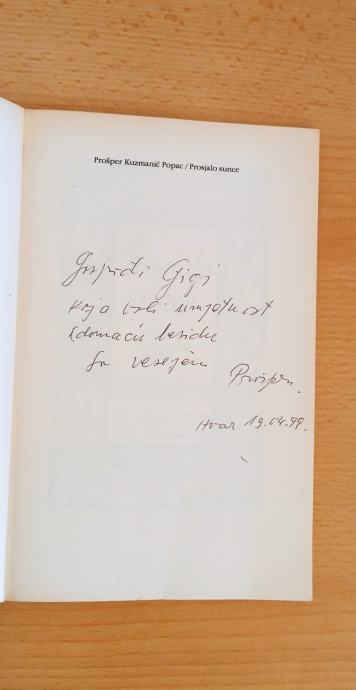 Prošper Kuzmanić Popac / Prosjalo sunce
Gospođi Gigi
koja voli umjetnost
i domaću besidu
sa veseljem Prošper.
Hvar 19.04.99.